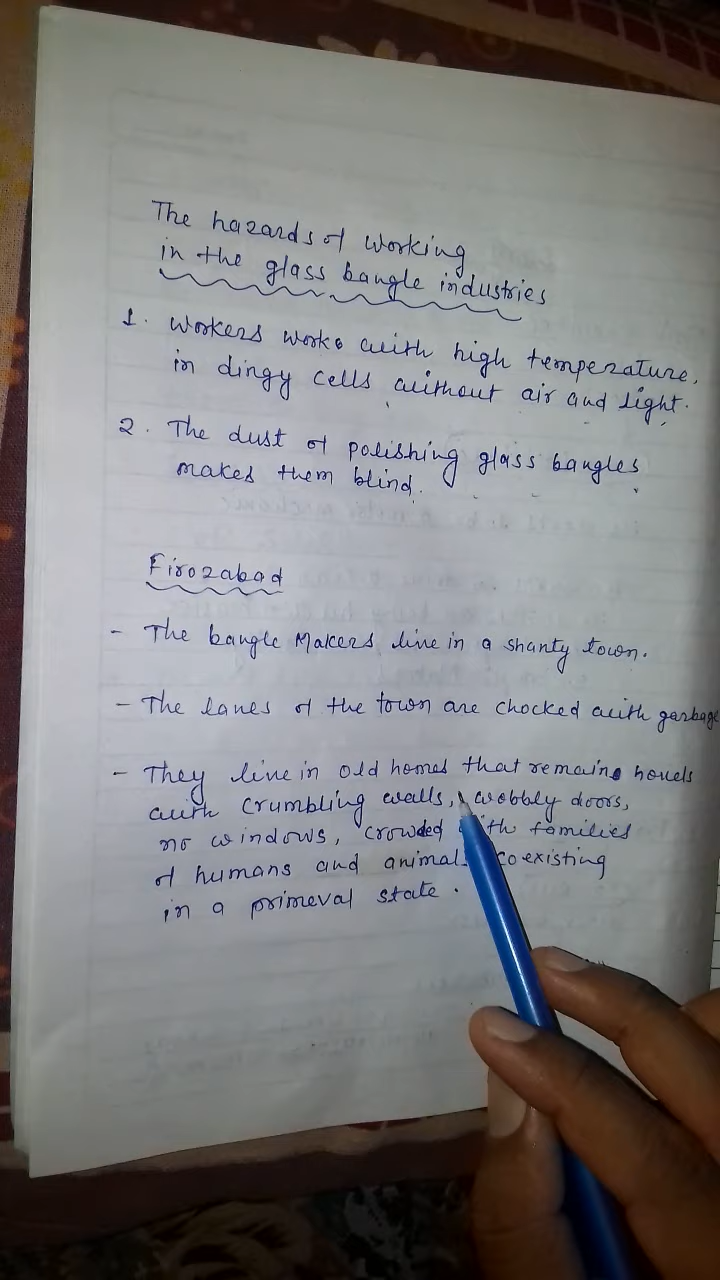 The hazards of working
in the glass bangle industries
1. Workers works with high temperature,
in dingy cells without air and light.
2. The dust of polishing glass bangles
makes them blind.
Firozabad
- The bangle Makers live in a shanty town.
- The lanes of the town are chocked with garbage
- They live in old homes that remains hovels
with crumbling walls, wobbly doors,
no windows, crowded with families
of humans and animals coexisting
in a primeval state.